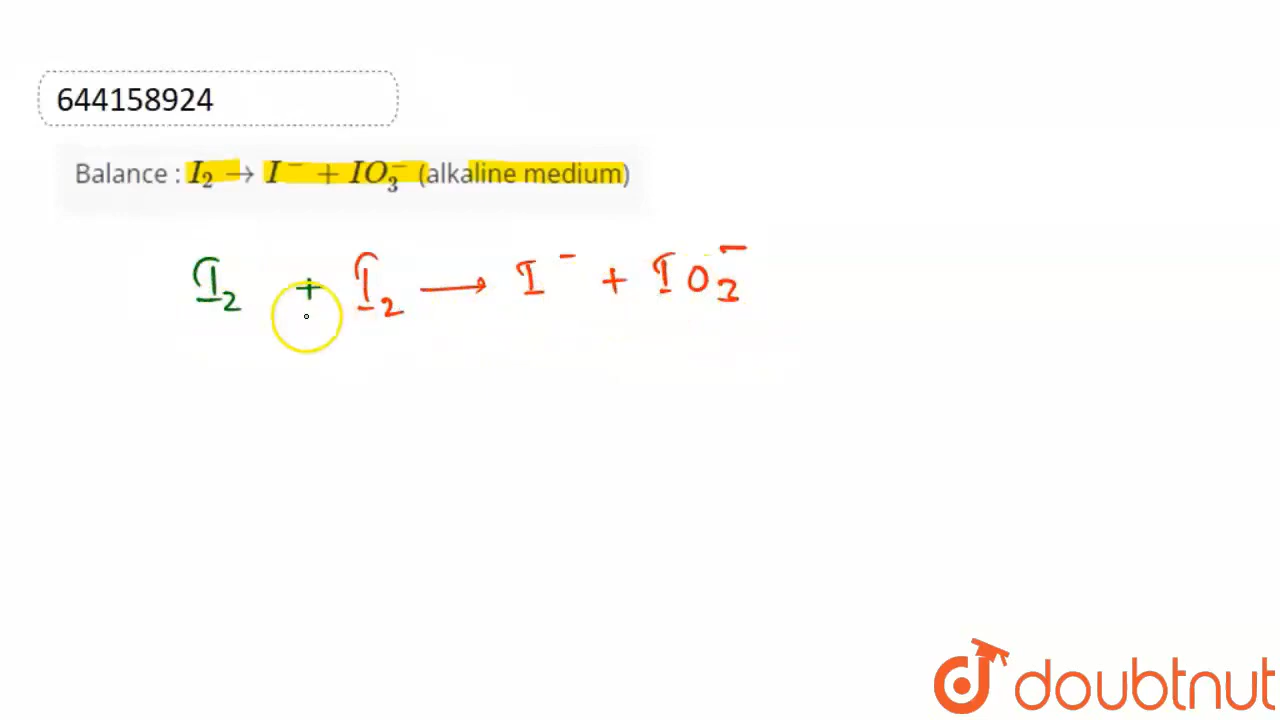 644158924
Balance : I₂ → I⁻ + IO₃⁻ (alkaline medium)
I₂ + I₂ → I⁻ + IO₃⁻
doubtnut